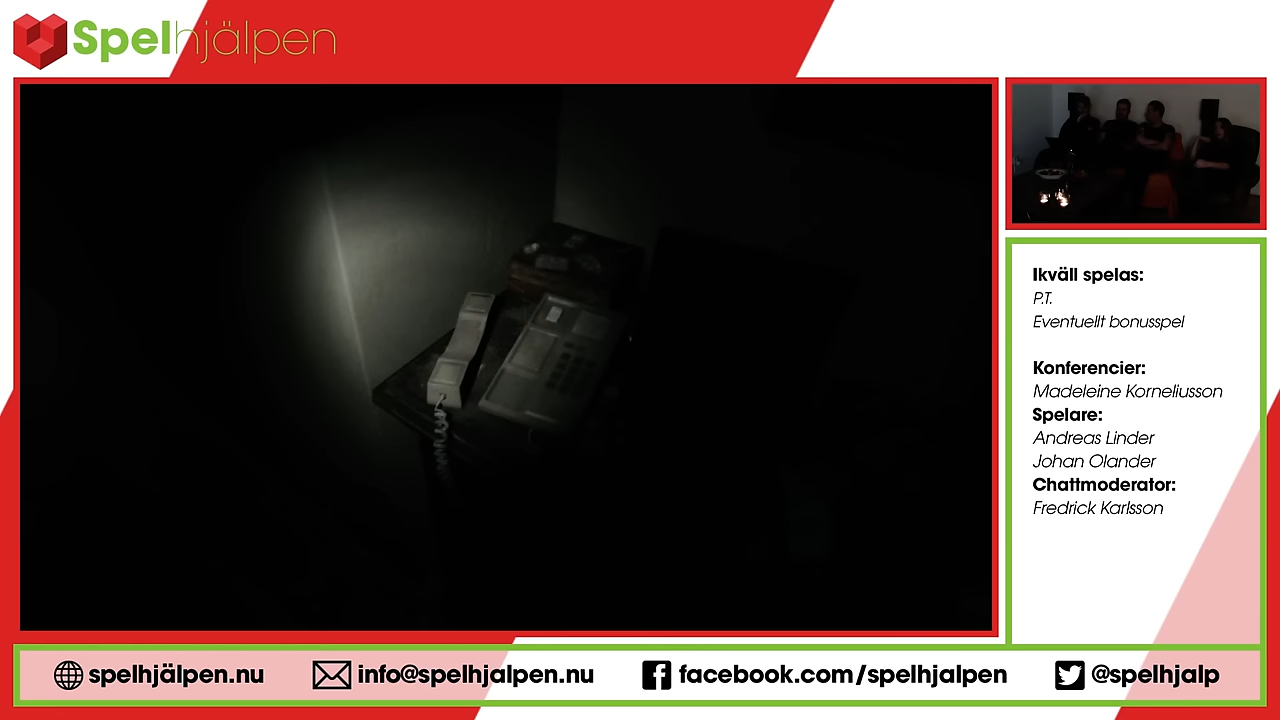 Spelhjälpen
Ikväll spelas:
P.T.
Eventuellt bonusspel
Konferencier:
Madeleine Korneliusson
Spelare:
Andreas Linder
Johan Olander
Chattmoderator:
Fredrick Karlsson
spelhjälpen.nu
info@spelhjalpen.nu
facebook.com/spelhjalpen
@spelhjalp